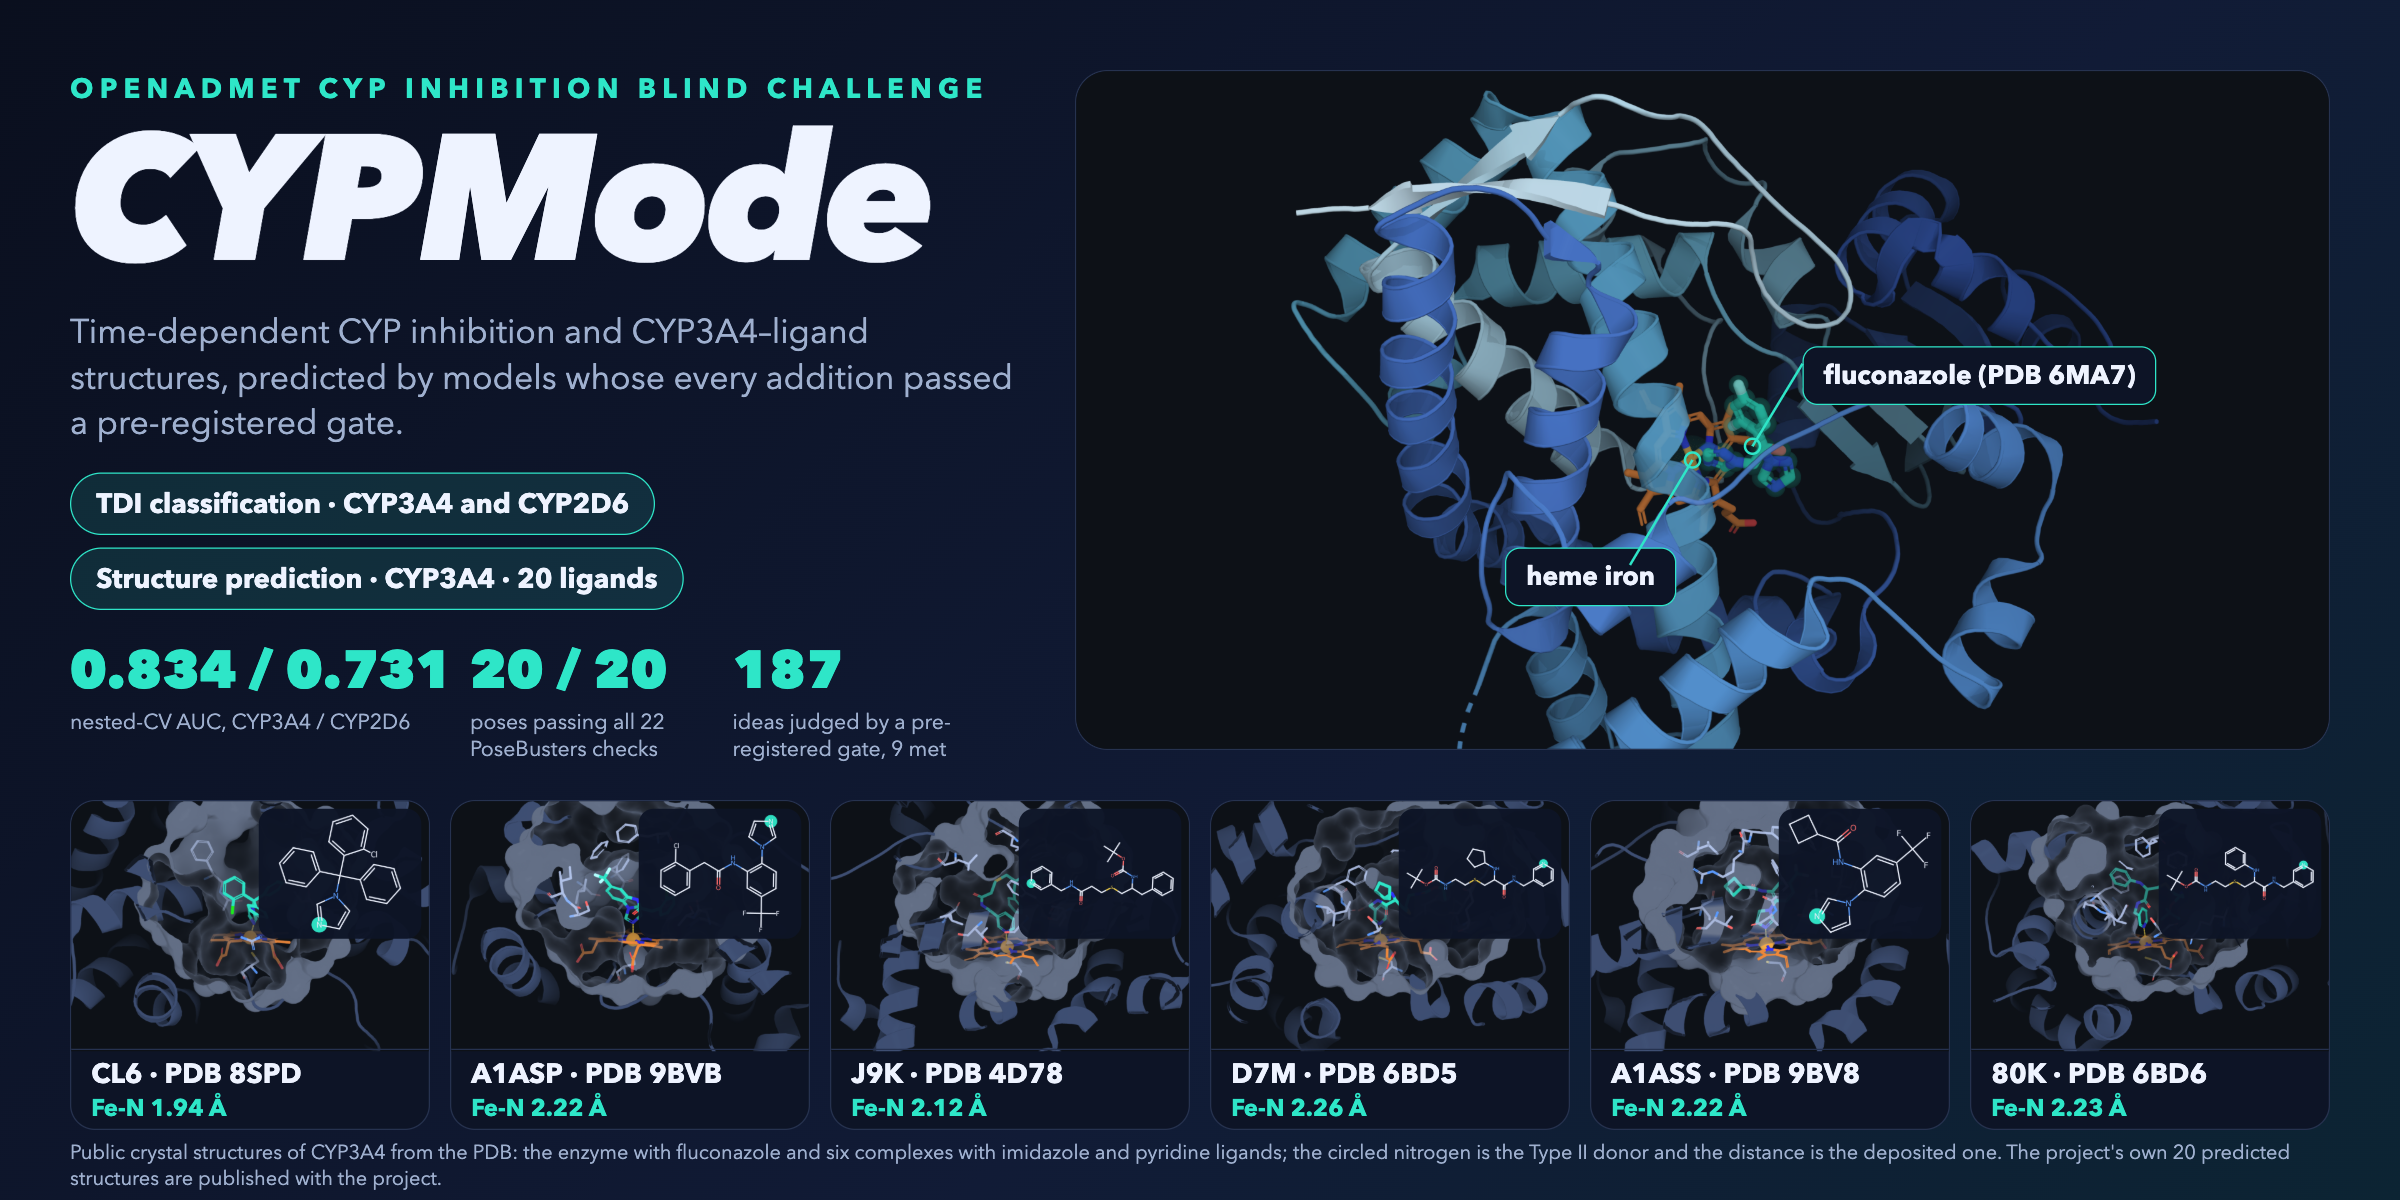 OPENADMET CYP INHIBITION BLIND CHALLENGE
CYPMode
Time-dependent CYP inhibition and CYP3A4–ligand
structures, predicted by models whose every addition passed
a pre-registered gate.
TDI classification · CYP3A4 and CYP2D6
Structure prediction · CYP3A4 · 20 ligands
0.834 / 0.731
nested-CV AUC, CYP3A4 / CYP2D6
20 / 20
poses passing all 22
PoseBusters checks
187
ideas judged by a pre-
registered gate, 9 met
fluconazole (PDB 6MA7)
heme iron
CL6 · PDB 8SPD
Fe-N 1.94 Å
A1ASP · PDB 9BVB
Fe-N 2.22 Å
J9K · PDB 4D78
Fe-N 2.12 Å
D7M · PDB 6BD5
Fe-N 2.26 Å
A1ASS · PDB 9BV8
Fe-N 2.22 Å
80K · PDB 6BD6
Fe-N 2.23 Å
Public crystal structures of CYP3A4 from the PDB: the enzyme with fluconazole and six complexes with imidazole and pyridine ligands; the circled nitrogen is the Type II donor and the distance is the deposited one. The project's own 20 predicted
structures are published with the project.